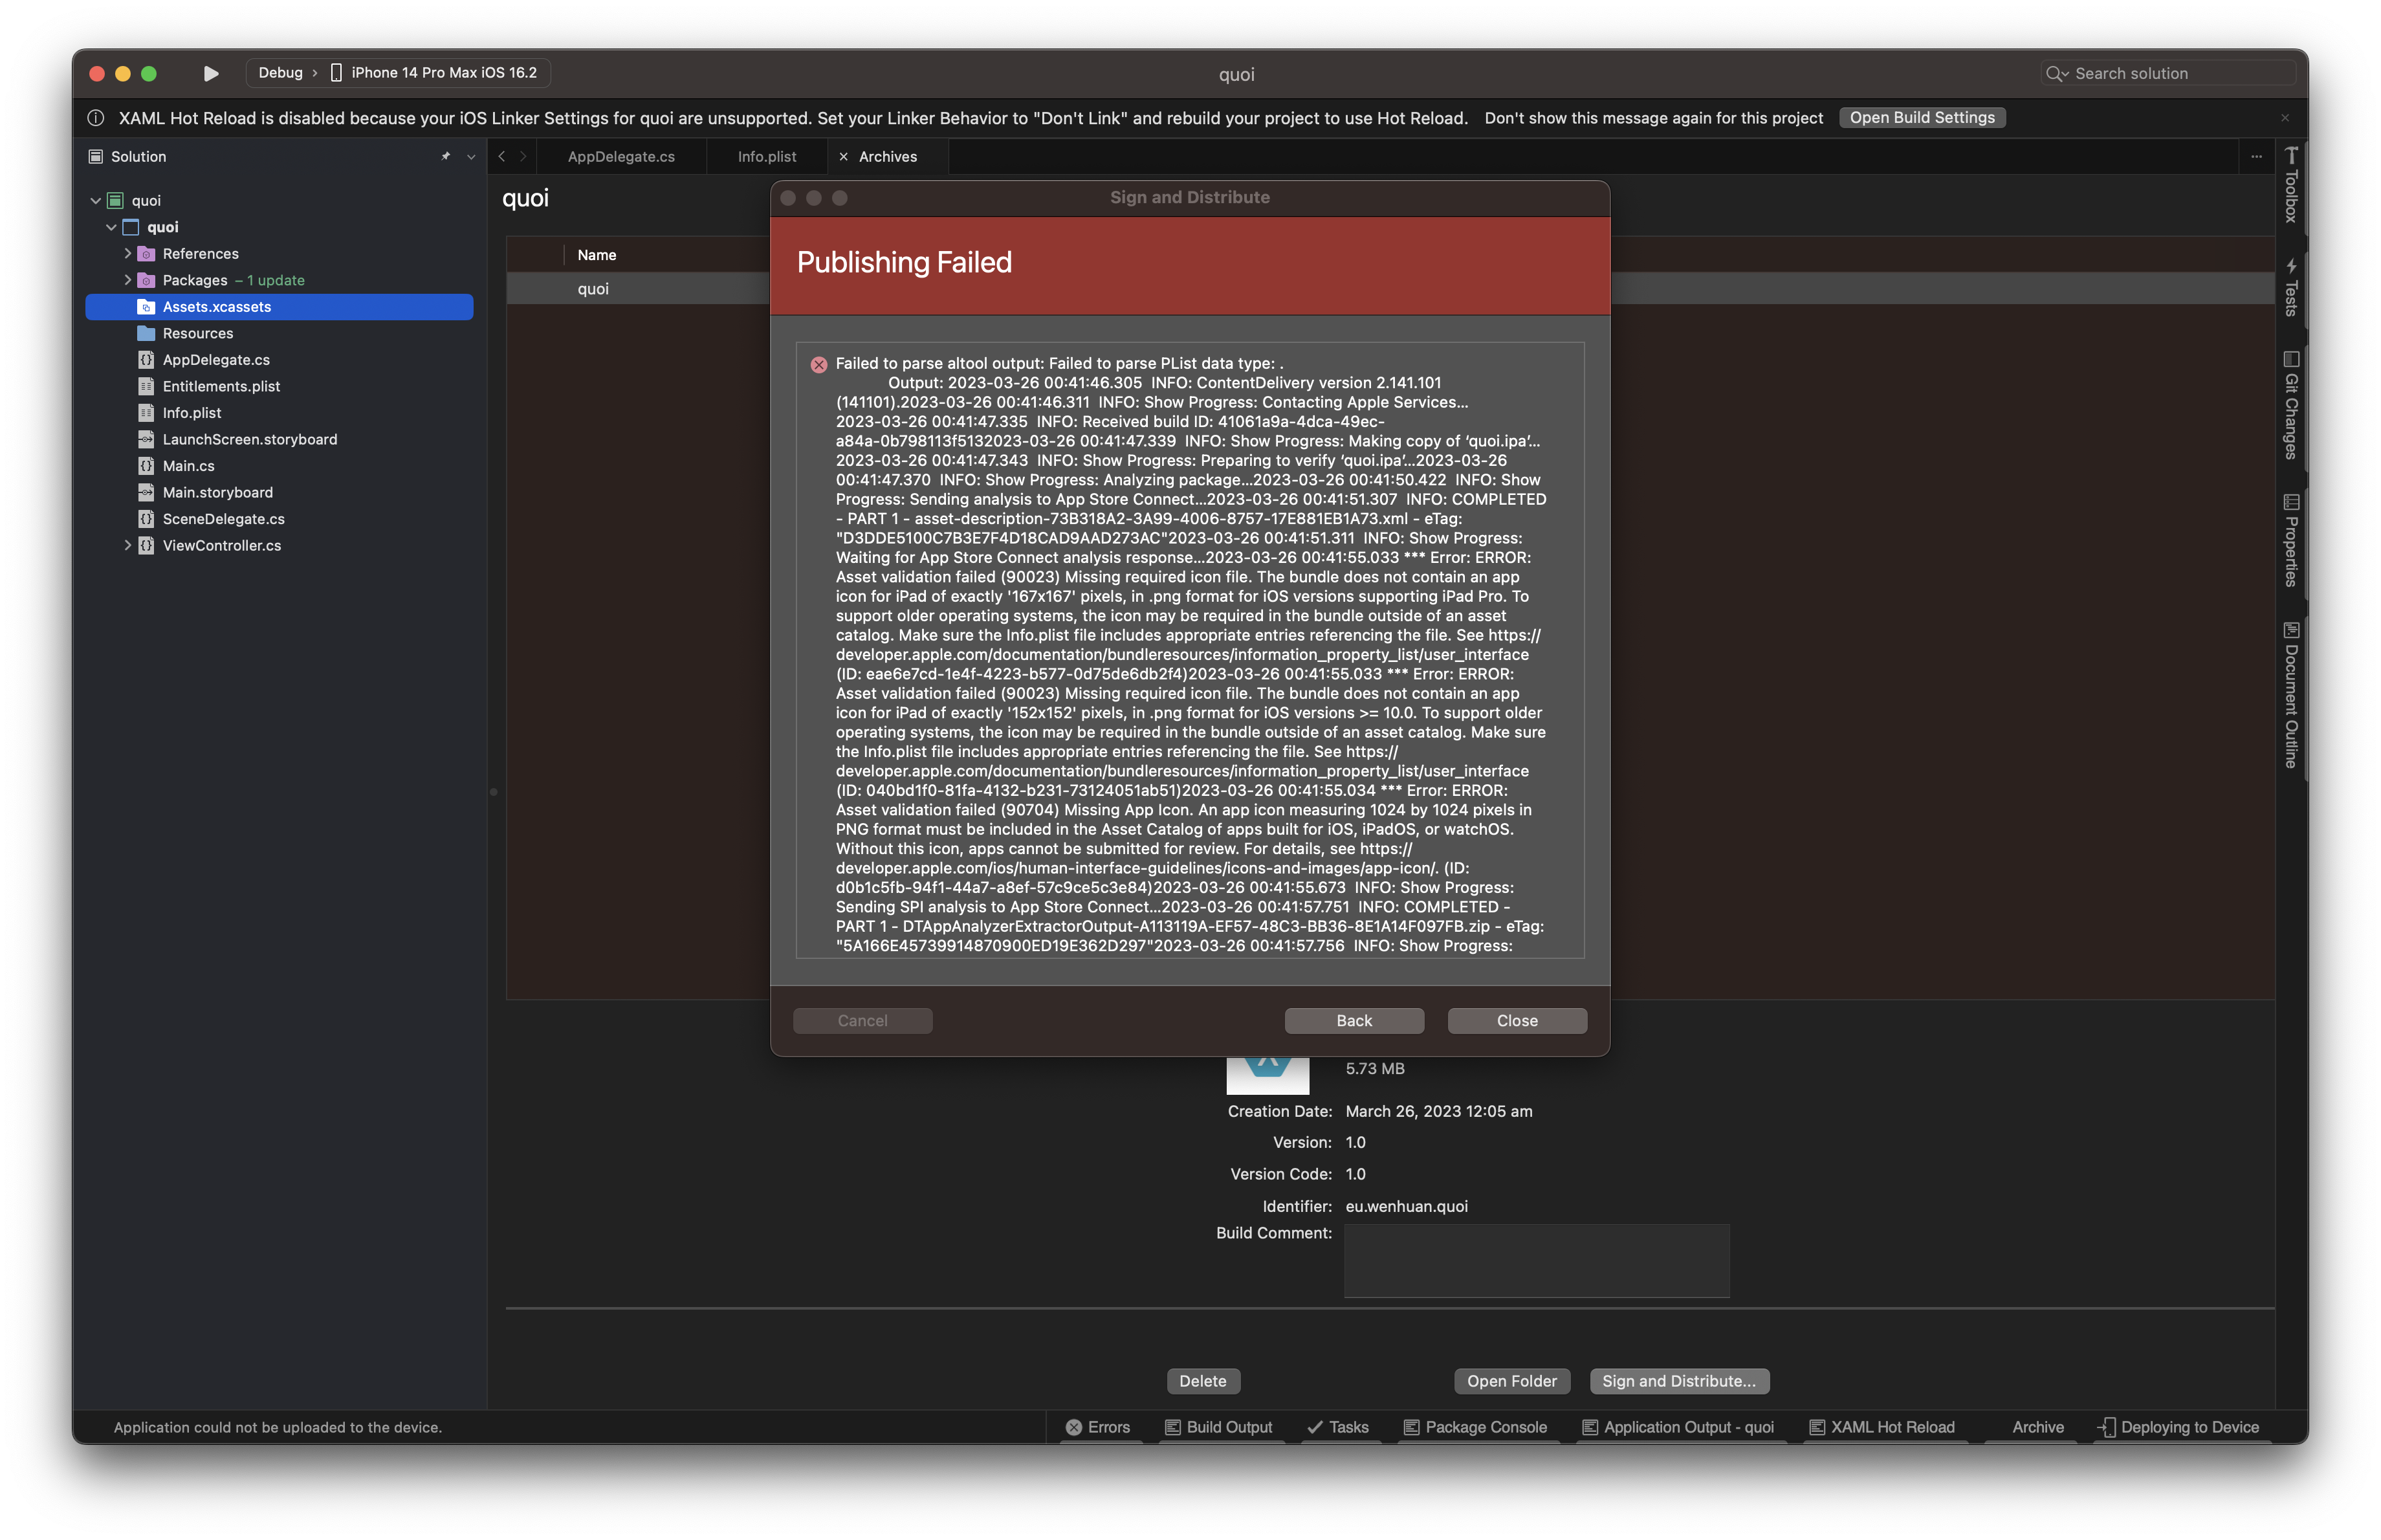 Debug › iPhone 14 Pro Max iOS 16.2
quoi
Search solution
XAML Hot Reload is disabled because your iOS Linker Settings for quoi are unsupported. Set your Linker Behavior to "Don't Link" and rebuild your project to use Hot Reload.
Don't show this message again for this project
Open Build Settings
Solution
quoi
quoi
References
Packages – 1 update
Assets.xcassets
Resources
AppDelegate.cs
Entitlements.plist
Info.plist
LaunchScreen.storyboard
Main.cs
Main.storyboard
SceneDelegate.cs
ViewController.cs
AppDelegate.cs
Info.plist
Archives
quoi
Name
quoi
Sign and Distribute
Publishing Failed
Failed to parse altool output: Failed to parse PList data type: .
Output: 2023-03-26 00:41:46.305 INFO: ContentDelivery version 2.141.101
(141101).2023-03-26 00:41:46.311 INFO: Show Progress: Contacting Apple Services…
2023-03-26 00:41:47.335 INFO: Received build ID: 41061a9a-4dca-49ec-
a84a-0b798113f5132023-03-26 00:41:47.339 INFO: Show Progress: Making copy of ‘quoi.ipa’…
2023-03-26 00:41:47.343 INFO: Show Progress: Preparing to verify ‘quoi.ipa’…2023-03-26
00:41:47.370 INFO: Show Progress: Analyzing package…2023-03-26 00:41:50.422 INFO: Show
Progress: Sending analysis to App Store Connect…2023-03-26 00:41:51.307 INFO: COMPLETED
- PART 1 - asset-description-73B318A2-3A99-4006-8757-17E881EB1A73.xml - eTag:
"D3DDE5100C7B3E7F4D18CAD9AAD273AC"2023-03-26 00:41:51.311 INFO: Show Progress:
Waiting for App Store Connect analysis response…2023-03-26 00:41:55.033 *** Error: ERROR:
Asset validation failed (90023) Missing required icon file. The bundle does not contain an app
icon for iPad of exactly '167x167' pixels, in .png format for iOS versions supporting iPad Pro. To
support older operating systems, the icon may be required in the bundle outside of an asset
catalog. Make sure the Info.plist file includes appropriate entries referencing the file. See https://
developer.apple.com/documentation/bundleresources/information_property_list/user_interface
(ID: eae6e7cd-1e4f-4223-b577-0d75de6db2f4)2023-03-26 00:41:55.033 *** Error: ERROR:
Asset validation failed (90023) Missing required icon file. The bundle does not contain an app
icon for iPad of exactly '152x152' pixels, in .png format for iOS versions >= 10.0. To support older
operating systems, the icon may be required in the bundle outside of an asset catalog. Make sure
the Info.plist file includes appropriate entries referencing the file. See https://
developer.apple.com/documentation/bundleresources/information_property_list/user_interface
(ID: 040bd1f0-81fa-4132-b231-73124051ab51)2023-03-26 00:41:55.034 *** Error: ERROR:
Asset validation failed (90704) Missing App Icon. An app icon measuring 1024 by 1024 pixels in
PNG format must be included in the Asset Catalog of apps built for iOS, iPadOS, or watchOS.
Without this icon, apps cannot be submitted for review. For details, see https://
developer.apple.com/ios/human-interface-guidelines/icons-and-images/app-icon/. (ID:
d0b1c5fb-94f1-44a7-a8ef-57c9ce5c3e84)2023-03-26 00:41:55.673 INFO: Show Progress:
Sending SPI analysis to App Store Connect…2023-03-26 00:41:57.751 INFO: COMPLETED -
PART 1 - DTAppAnalyzerExtractorOutput-A113119A-EF57-48C3-BB36-8E1A14F097FB.zip - eTag:
"5A166E45739914870900ED19E362D297"2023-03-26 00:41:57.756 INFO: Show Progress:
Cancel
Back
Close
5.73 MB
Creation Date: March 26, 2023 12:05 am
Version: 1.0
Version Code: 1.0
Identifier: eu.wenhuan.quoi
Build Comment:
Delete
Open Folder
Sign and Distribute…
Toolbox
Tests
Git Changes
Properties
Document Outline
Application could not be uploaded to the device.
Errors
Build Output
Tasks
Package Console
Application Output - quoi
XAML Hot Reload
Archive
Deploying to Device